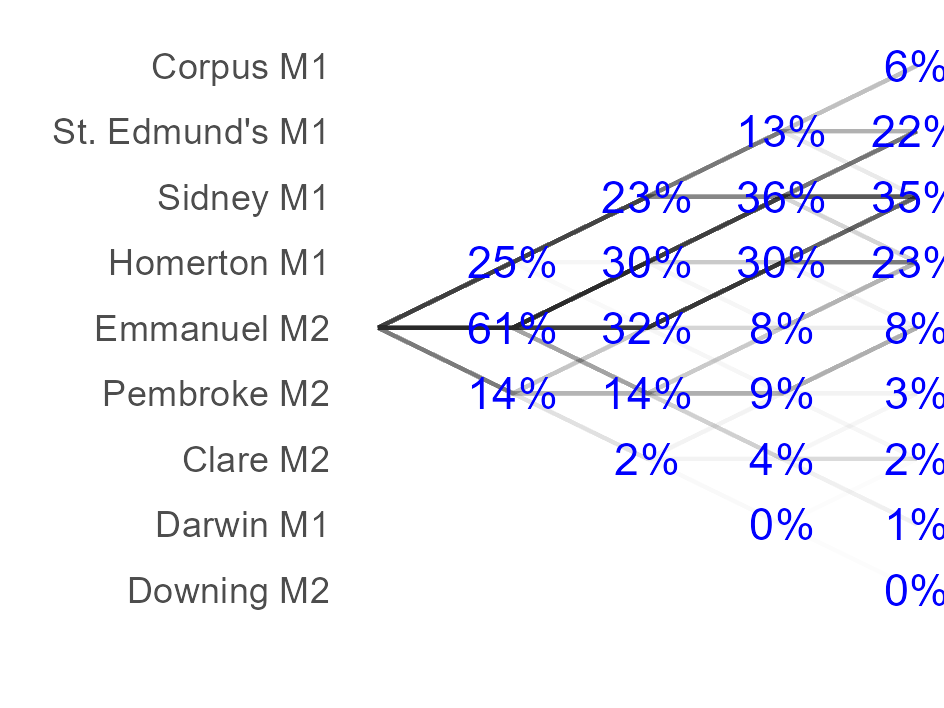 Corpus M1 6%
St. Edmund's M1 13% 22%
Sidney M1 23% 36% 35%
Homerton M1 25% 30% 30% 23%
Emmanuel M2 61% 32% 8% 8%
Pembroke M2 14% 14% 9% 3%
Clare M2 2% 4% 2%
Darwin M1 0% 1%
Downing M2 0%